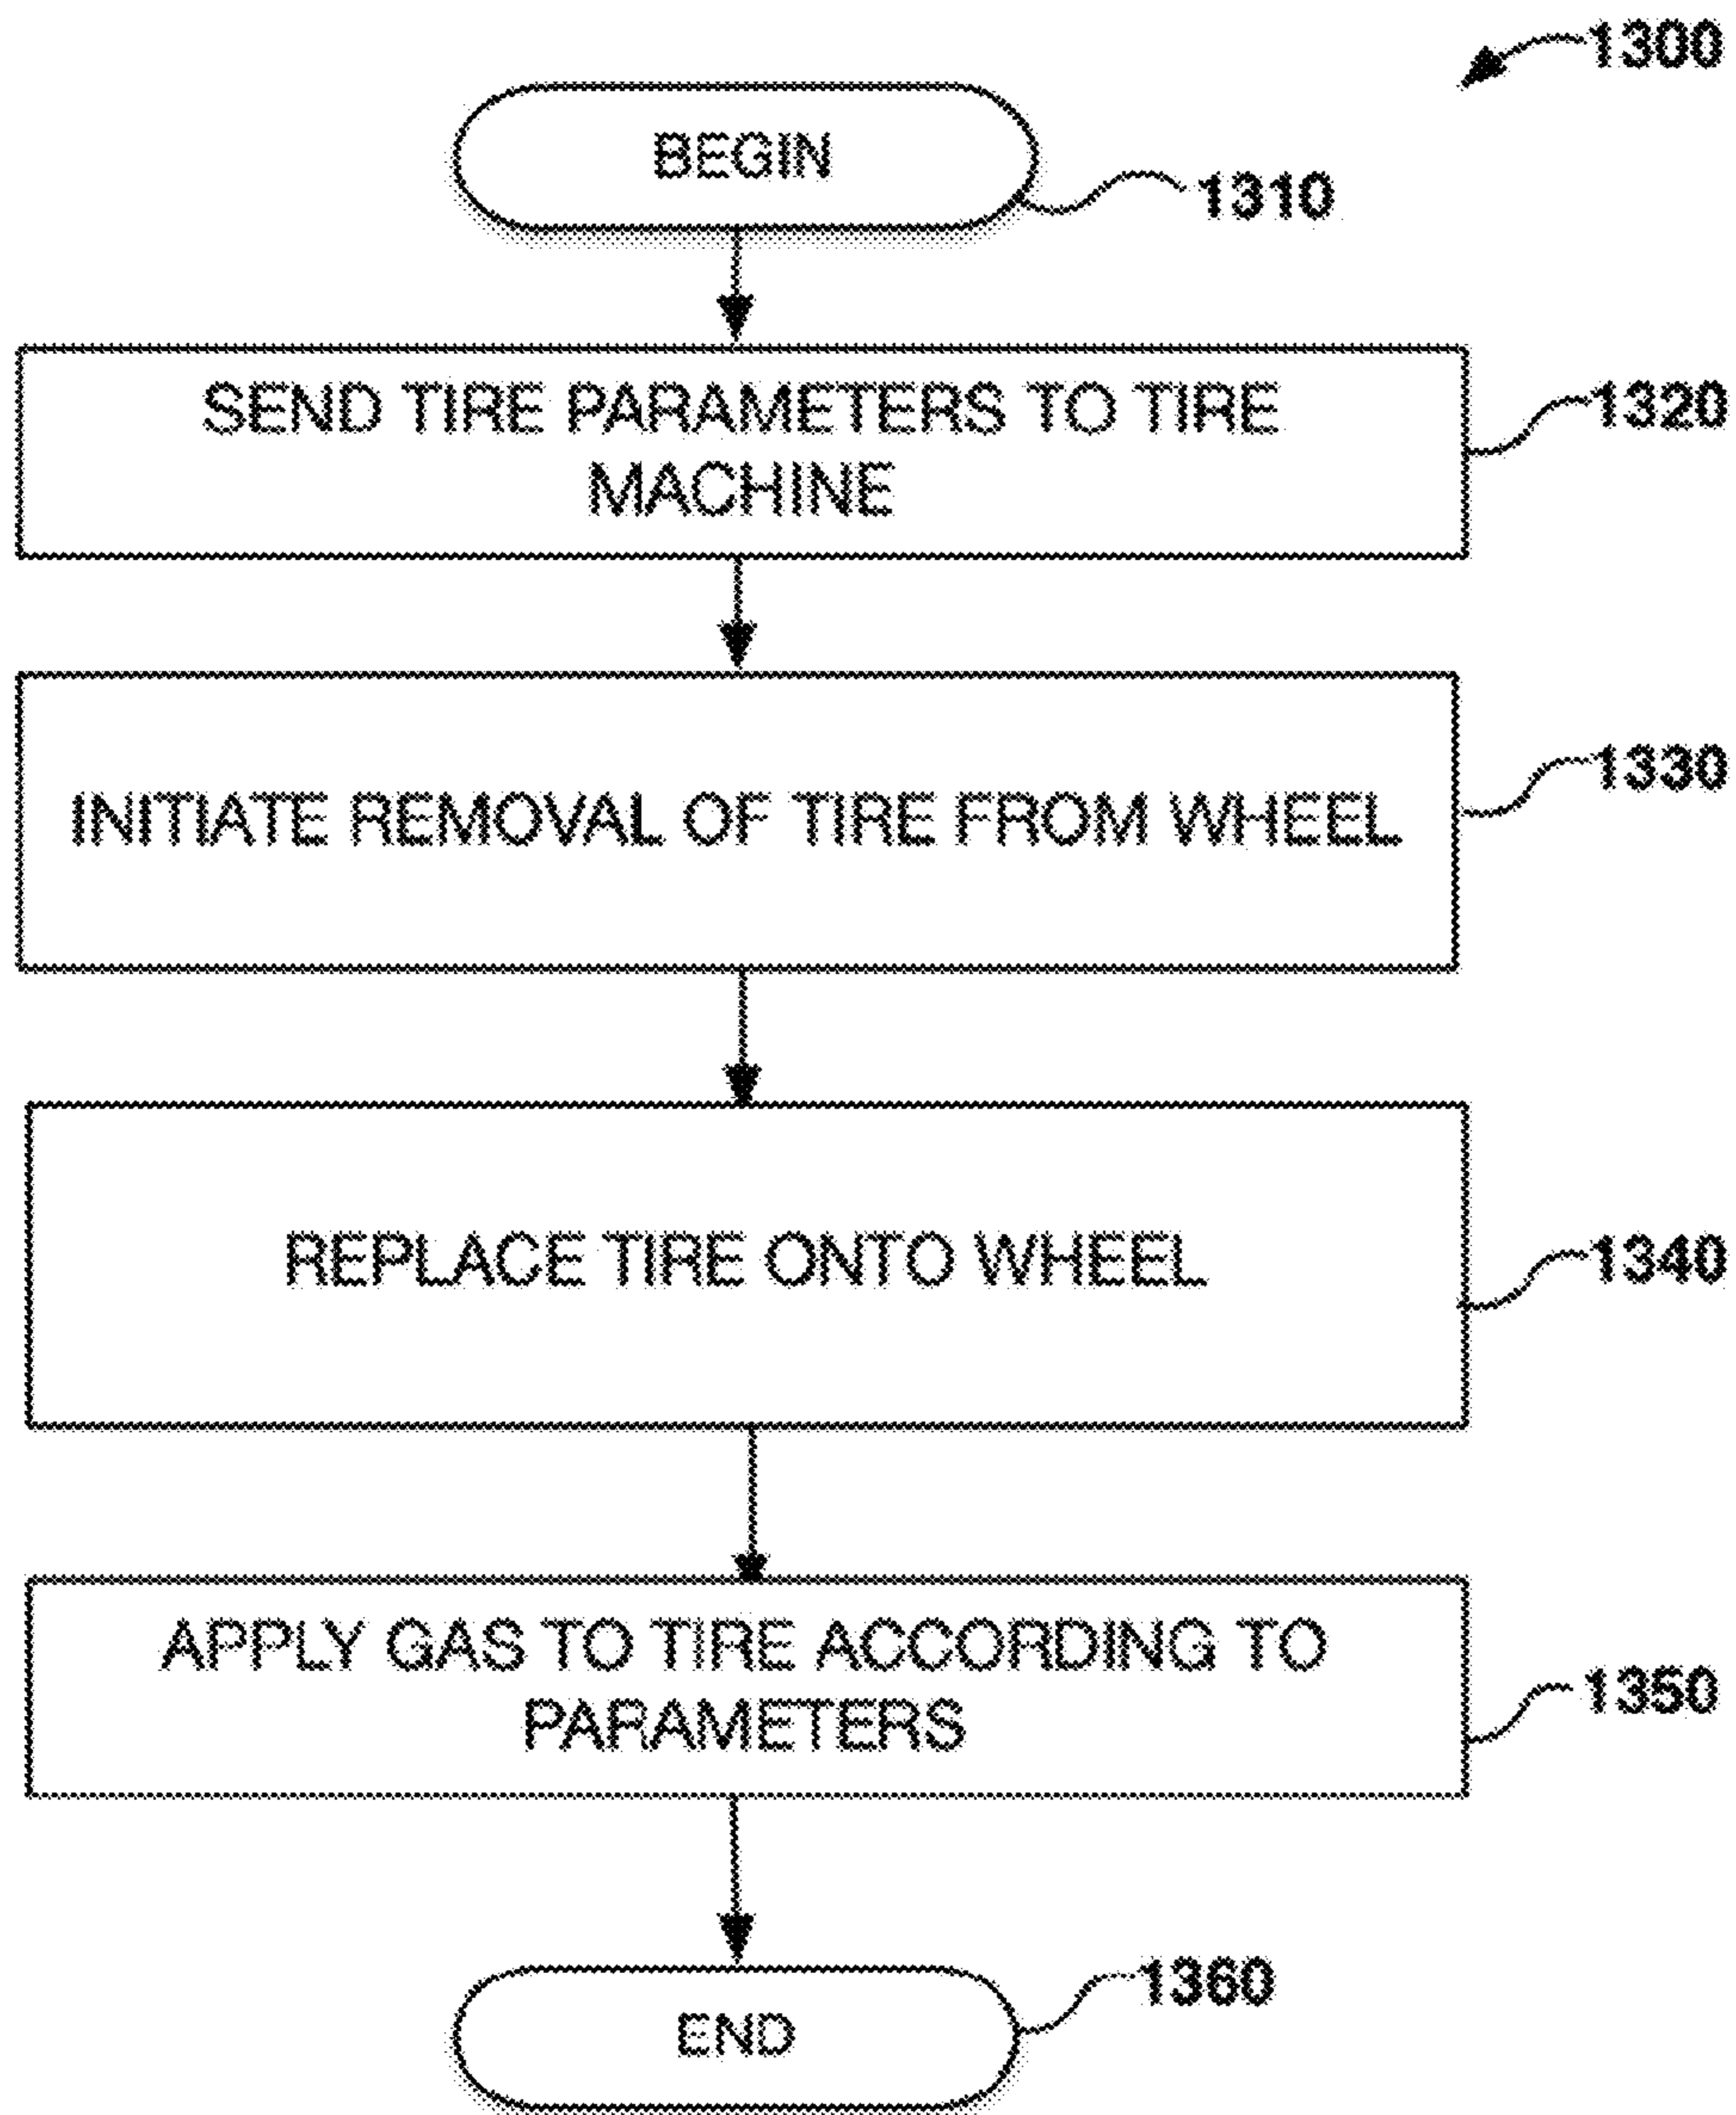 1300
BEGIN
1310
SEND TIRE PARAMETERS TO TIRE
MACHINE
1320
INITIATE REMOVAL OF TIRE FROM WHEEL
1330
REPLACE TIRE ONTO WHEEL
1340
APPLY GAS TO TIRE ACCORDING TO
PARAMETERS
1350
END
1360